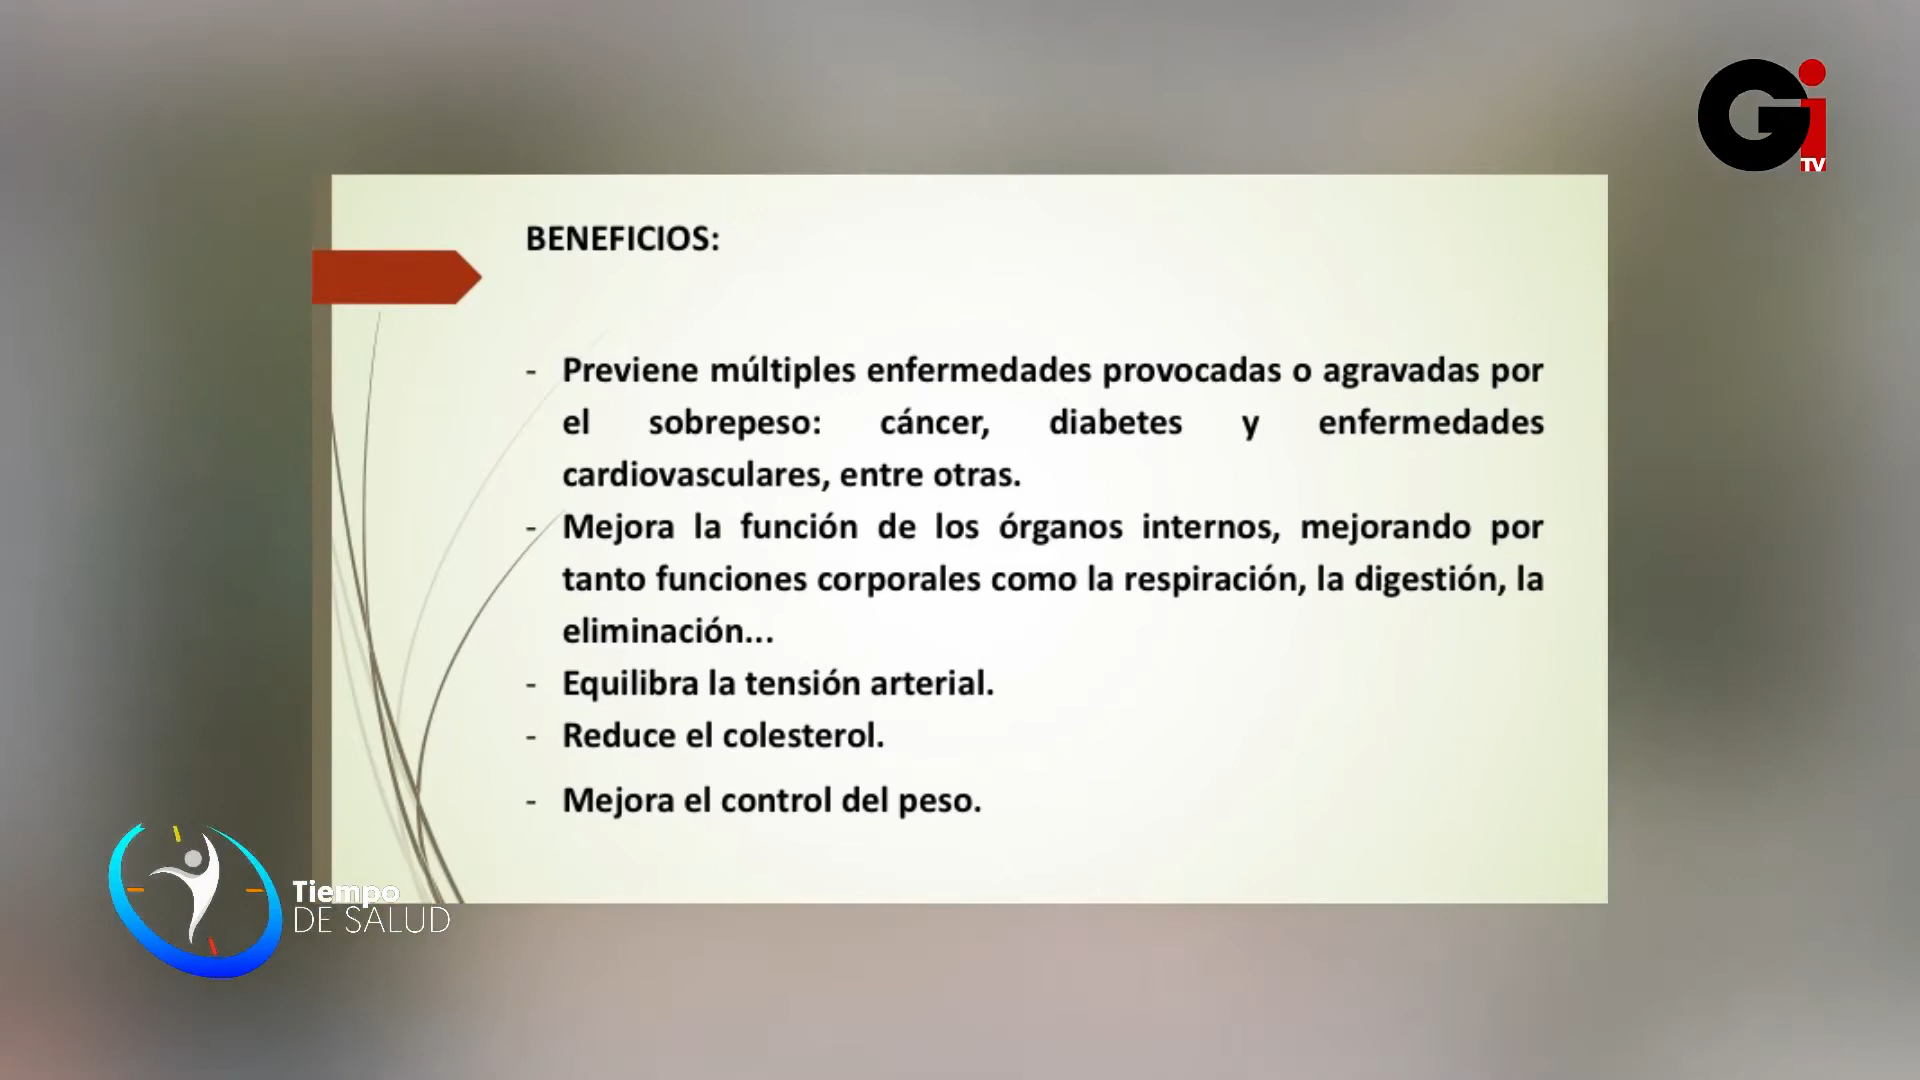 Gi
TV
BENEFICIOS:
- Previene múltiples enfermedades provocadas o agravadas por
el sobrepeso: cáncer, diabetes y enfermedades
cardiovasculares, entre otras.
- Mejora la función de los órganos internos, mejorando por
tanto funciones corporales como la respiración, la digestión, la
eliminación...
- Equilibra la tensión arterial.
- Reduce el colesterol.
- Mejora el control del peso.
Tiempo
DE SALUD